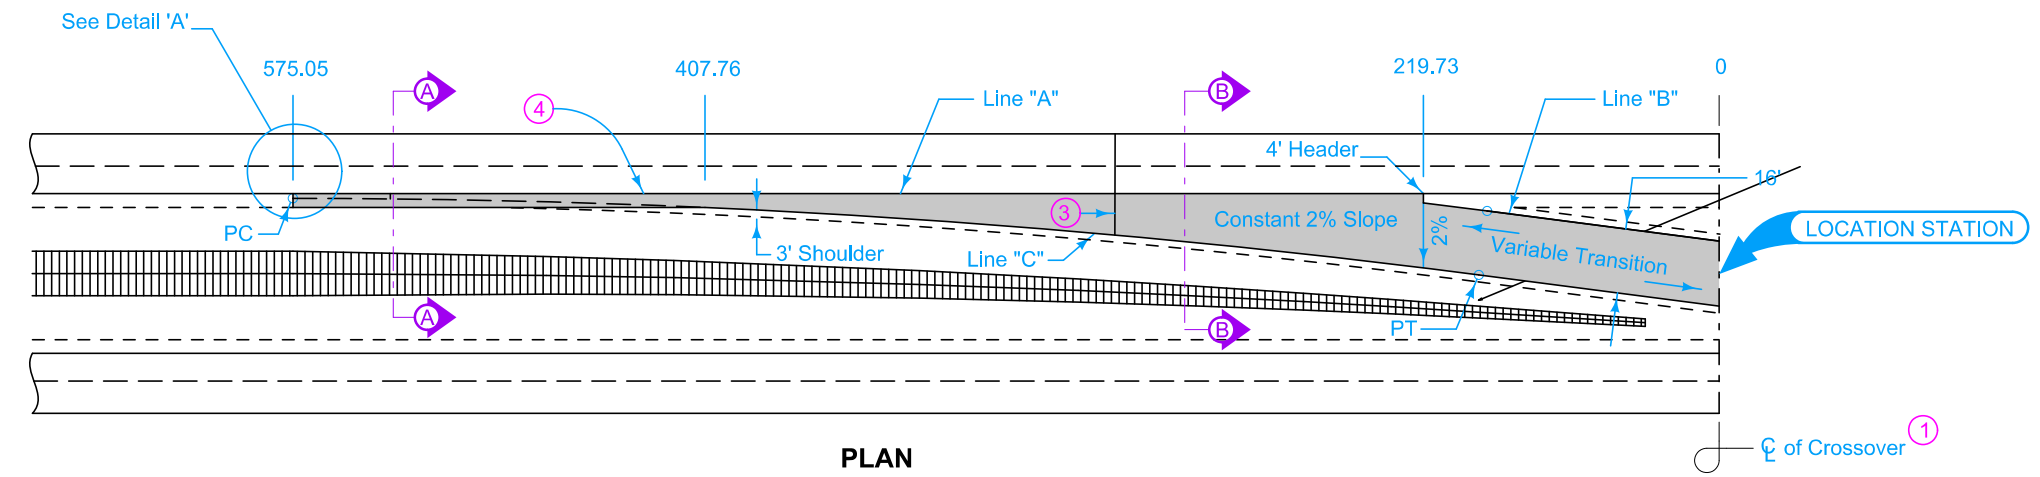 See Detail 'A'
575.05
407.76
219.73
0
A
B
4
Line "A"
Line "B"
4' Header
16'
3
Constant 2% Slope
2%
Variable Transition
LOCATION STATION
PC
3' Shoulder
Line "C"
A
B
PT
PLAN
℄ of Crossover
1